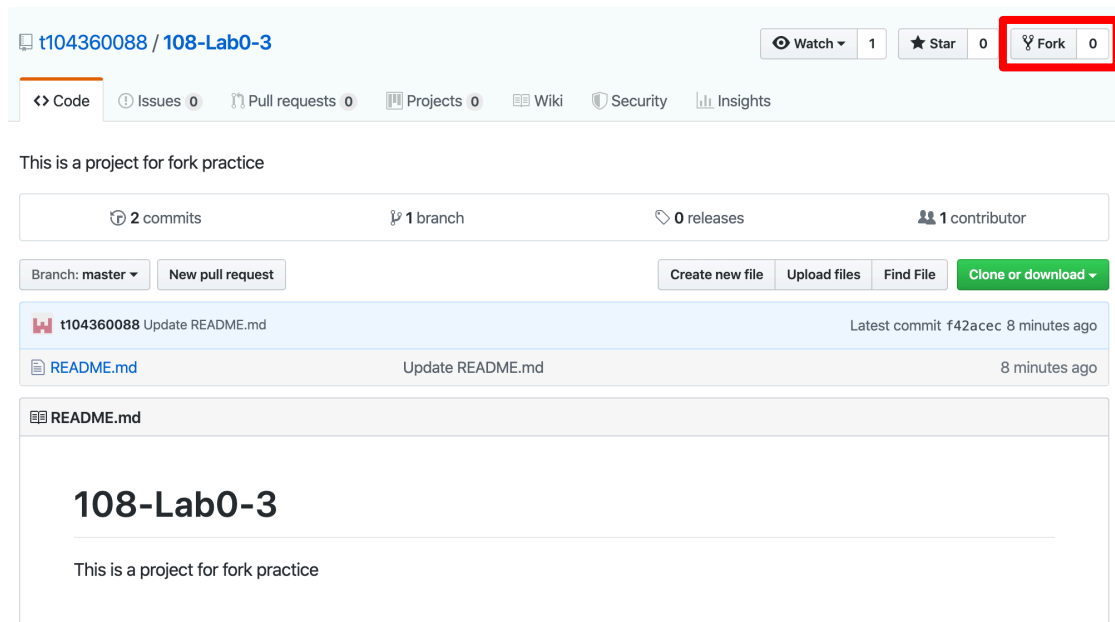 t104360088 / 108-Lab0-3 Watch 1 Star 0 Fork 0
Code Issues 0 Pull requests 0 Projects 0 Wiki Security Insights
This is a project for fork practice
2 commits 1 branch 0 releases 1 contributor
Branch: master New pull request Create new file Upload files Find File Clone or download
t104360088 Update README.md Latest commit f42acec 8 minutes ago
README.md Update README.md 8 minutes ago
README.md
108-Lab0-3
This is a project for fork practice